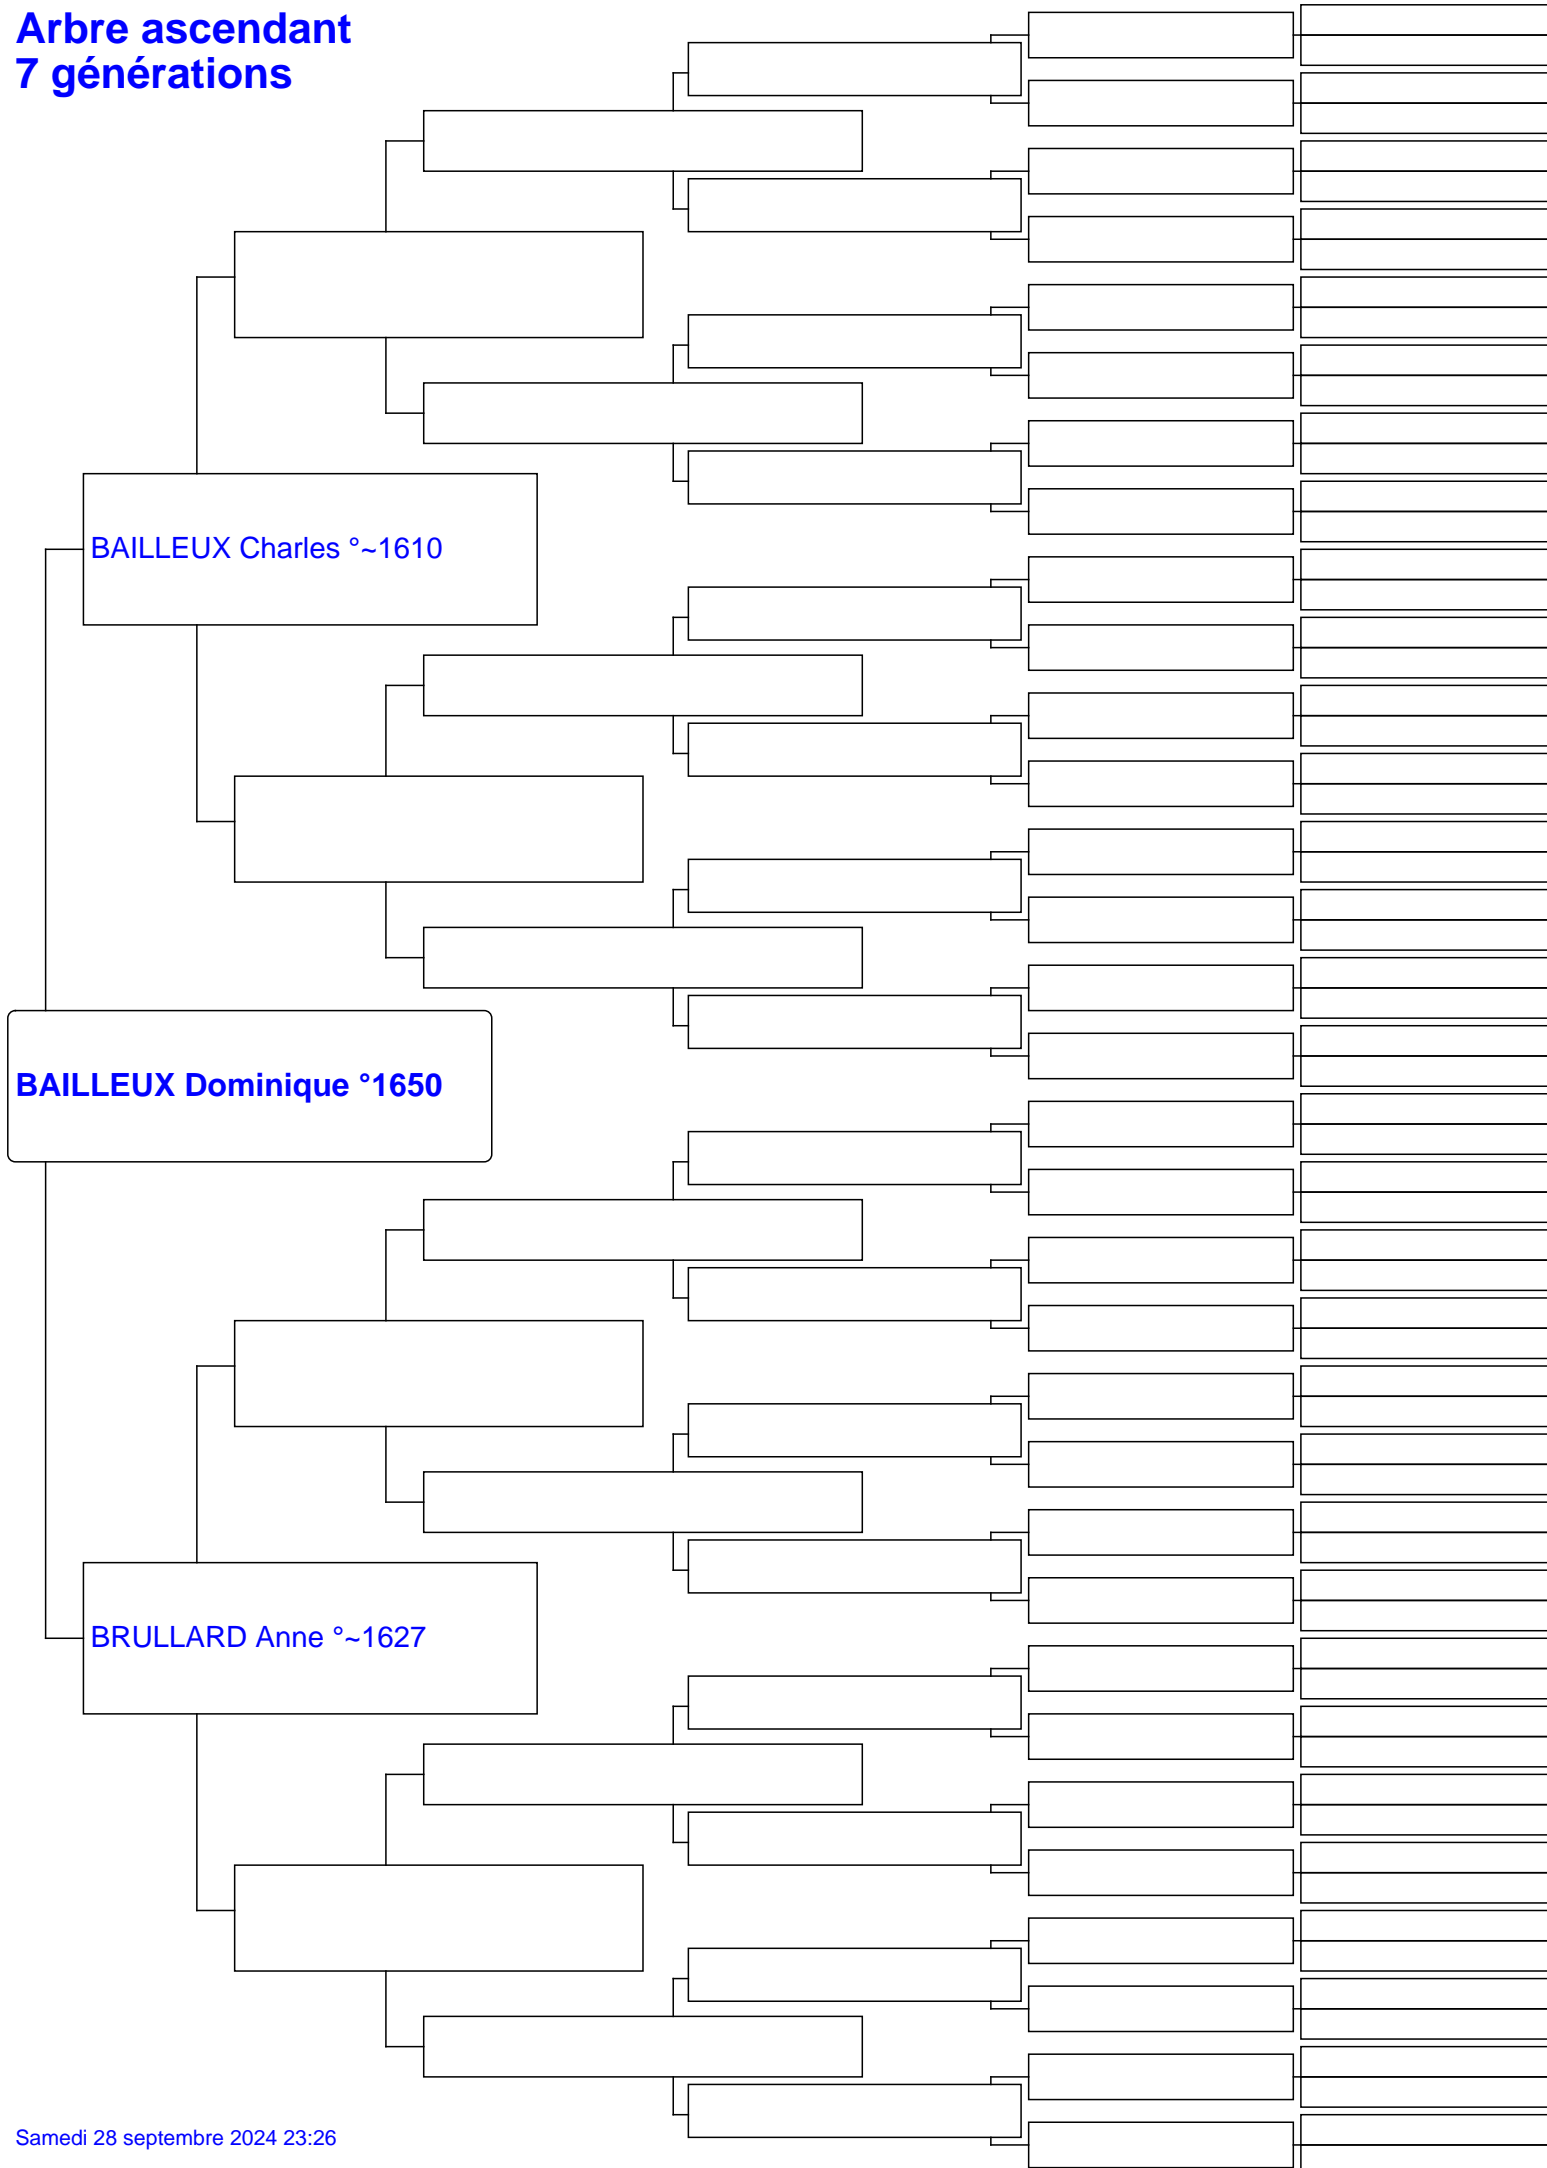 Arbre ascendant
7 générations
BAILLEUX Charles °~1610
BAILLEUX Dominique °1650
BRULLARD Anne °~1627
Samedi 28 septembre 2024 23:26